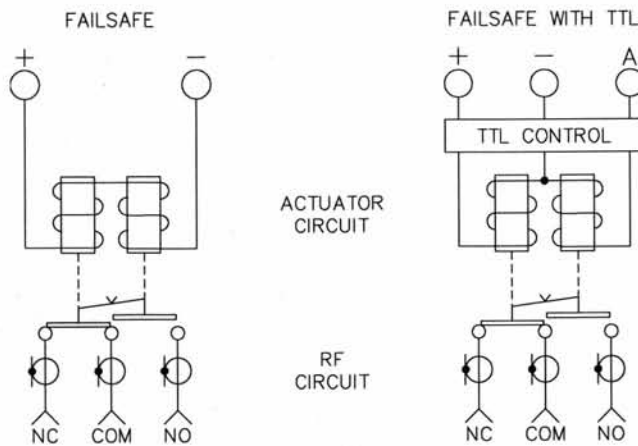 FAILSAFE
FAILSAFE WITH TTL
+
−
+
−
A
TTL CONTROL
ACTUATOR
CIRCUIT
RF
CIRCUIT
NC COM NO
NC COM NO